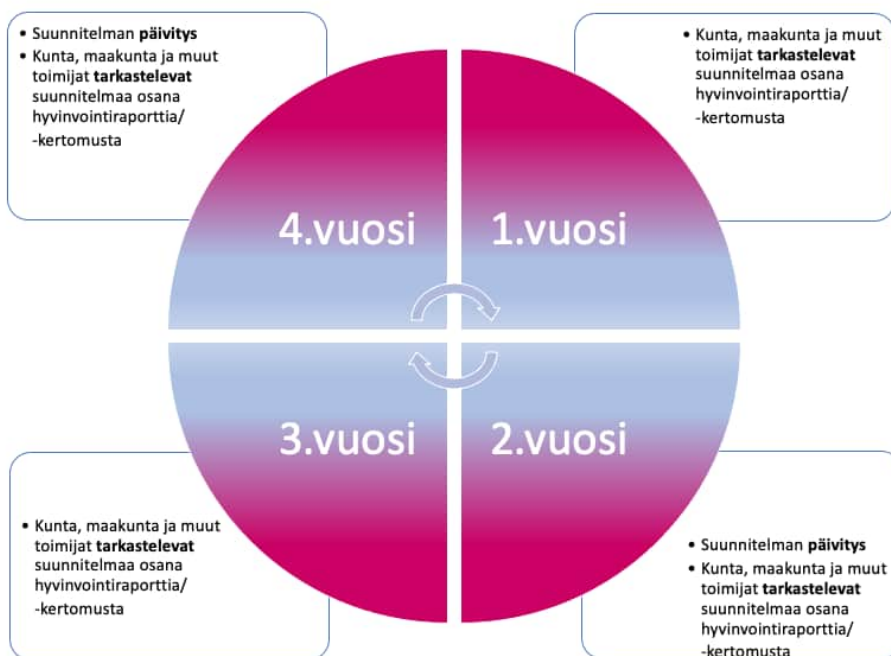 • Suunnitelman päivitys
• Kunta, maakunta ja muut
toimijat tarkastelevat
suunnitelmaa osana
hyvinvointiraporttia/
-kertomusta
• Kunta, maakunta ja muut
toimijat tarkastelevat
suunnitelmaa osana
hyvinvointiraporttia/
-kertomusta
4.vuosi
1.vuosi
3.vuosi
2.vuosi
• Kunta, maakunta ja muut
toimijat tarkastelevat
suunnitelmaa osana
hyvinvointiraporttia/
-kertomusta
• Suunnitelman päivitys
• Kunta, maakunta ja muut
toimijat tarkastelevat
suunnitelmaa osana
hyvinvointiraporttia/
-kertomusta